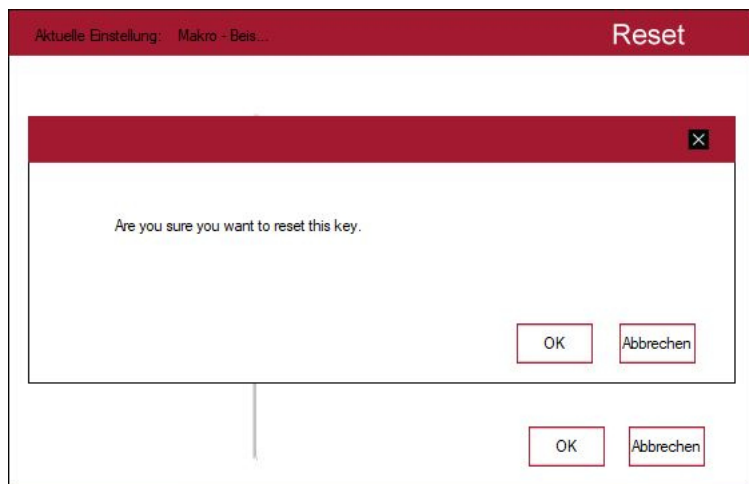 Aktuelle Einstellung: Makro - Beis...
Reset
Are you sure you want to reset this key.
OK
Abbrechen
OK
Abbrechen